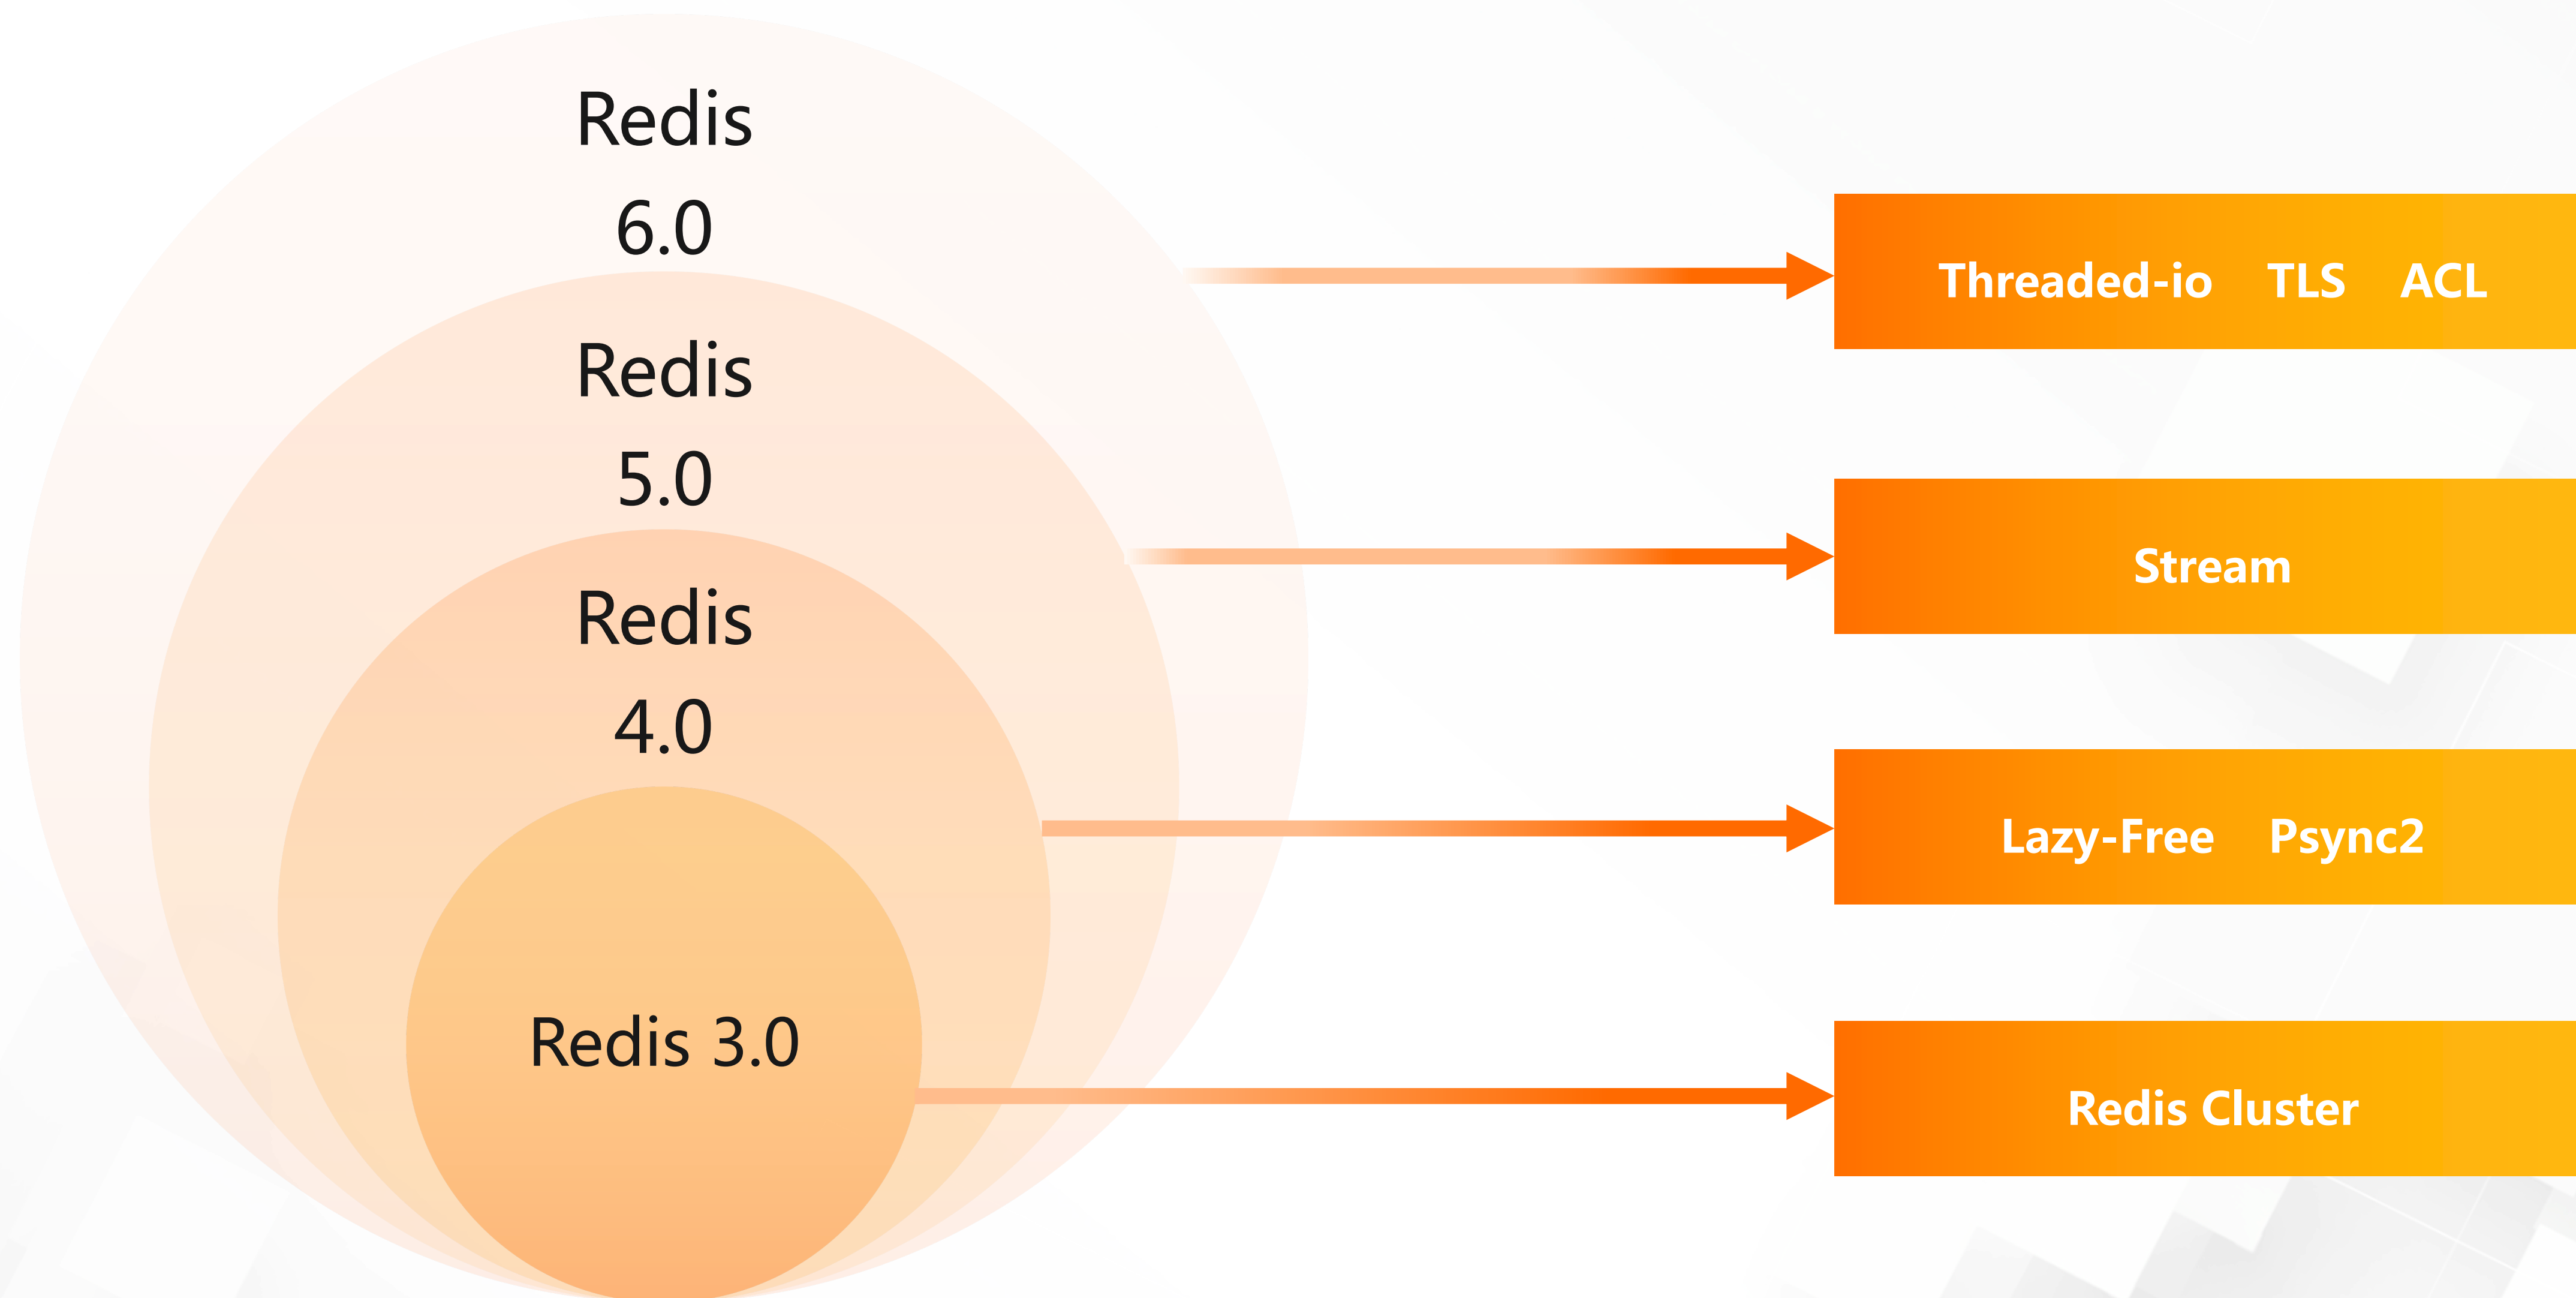 Redis
6.0
Threaded-io TLS ACL
Redis
5.0
Stream
Redis
4.0
Lazy-Free Psync2
Redis 3.0
Redis Cluster